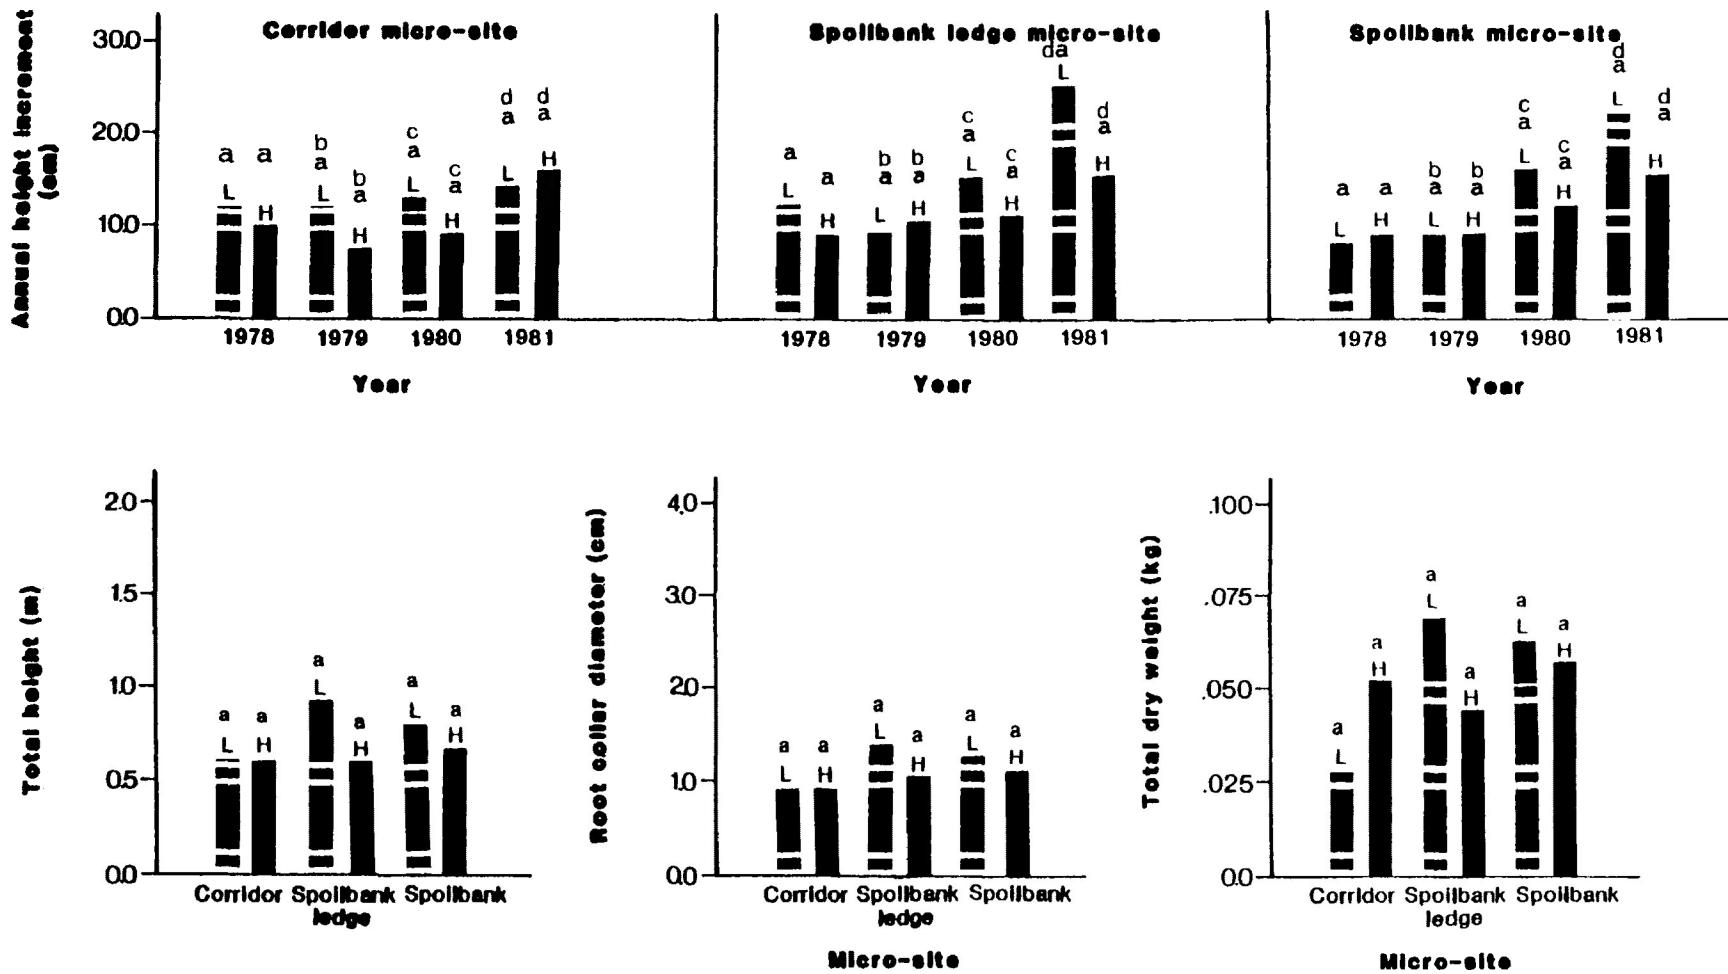 Annual height increment
(cm)
30.0
20.0
10.0
0.0
Corridor micro-site
a a b a b a c a c a d a d a
L H L H L H L H
1978 1979 1980 1981
Year
Spoilbank ledge micro-site
a a b a b a c a c a da d a
L H L H L H L H
1978 1979 1980 1981
Year
Spoilbank micro-site
a a b a b a c a c a d a d a
L H L H L H L H
1978 1979 1980 1981
Year
Total height (m)
2.0
1.5
1.0
0.5
0.0
a a a a a a
L H L H L H
Corridor Spoilbank Spoilbank
ledge
Root collar diameter (cm)
4.0
3.0
2.0
1.0
0.0
a a a a a a
L H L H L H
Corridor Spoilbank Spoilbank
ledge
Micro-site
Total dry weight (kg)
.100
.075
.050
.025
0.0
a a a a a a
L H L H L H
Corridor Spoilbank Spoilbank
ledge
Micro-site